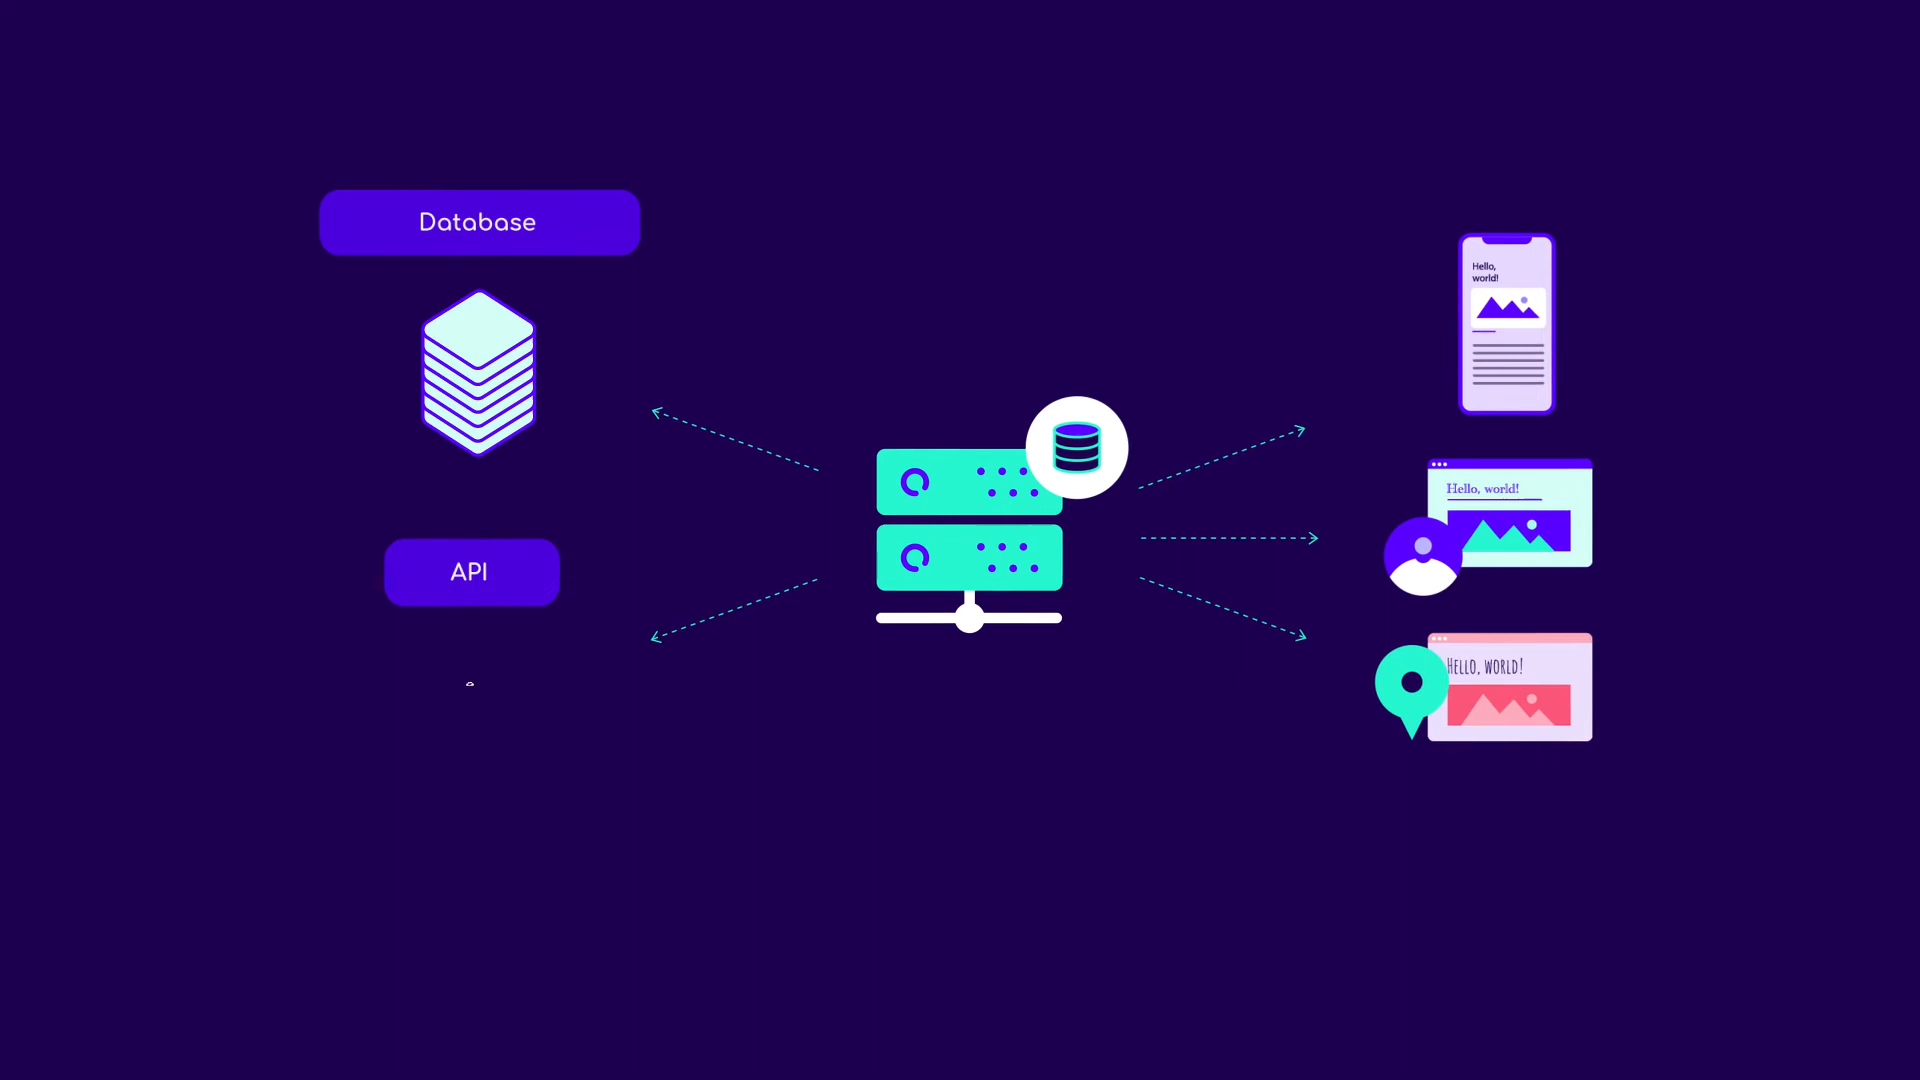 Database
API
Hello,
world!
Hello, world!
HELLO, WORLD!